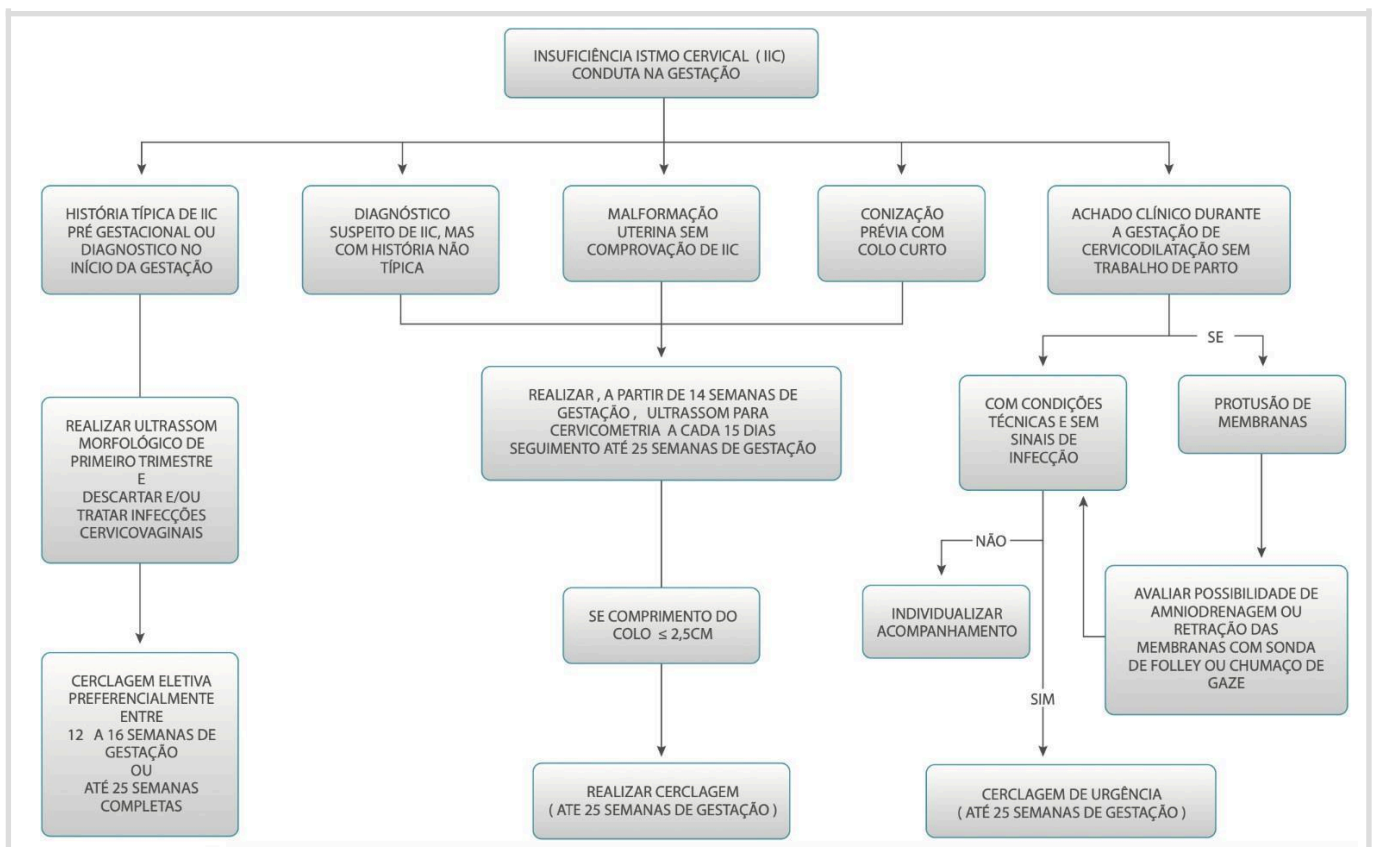 INSUFICIÊNCIA ISTMO CERVICAL ( IIC)
CONDUTA NA GESTAÇÃO
HISTÓRIA TÍPICA DE IIC
PRÉ GESTACIONAL OU
DIAGNOSTICO NO
INÍCIO DA GESTAÇÃO
DIAGNÓSTICO
SUSPEITO DE IIC, MAS
COM HISTÓRIA NÃO
TÍPICA
MALFORMAÇÃO
UTERINA SEM
COMPROVAÇÃO DE IIC
CONIZAÇÃO
PRÉVIA COM
COLO CURTO
ACHADO CLÍNICO DURANTE
A GESTAÇÃO DE
CERVICODILATAÇÃO SEM
TRABALHO DE PARTO
SE
REALIZAR ULTRASSOM
MORFOLÓGICO DE
PRIMEIRO TRIMESTRE
E
DESCARTAR E/OU
TRATAR INFECÇÕES
CERVICOVAGINAIS
REALIZAR , A PARTIR DE 14 SEMANAS DE
GESTAÇÃO , ULTRASSOM PARA
CERVICOMETRIA A CADA 15 DIAS
SEGUIMENTO ATÉ 25 SEMANAS DE GESTAÇÃO
COM CONDIÇÕES
TÉCNICAS E SEM
SINAIS DE
INFECÇÃO
PROTUSÃO DE
MEMBRANAS
NÃO
INDIVIDUALIZAR
ACOMPANHAMENTO
AVALIAR POSSIBILIDADE DE
AMNIODRENAGEM OU
RETRAÇÃO DAS
MEMBRANAS COM SONDA
DE FOLLEY OU CHUMAÇO DE
GAZE
SE COMPRIMENTO DO
COLO ≤ 2,5CM
SIM
CERCLAGEM ELETIVA
PREFERENCIALMENTE
ENTRE
12 A 16 SEMANAS DE
GESTAÇÃO
OU
ATÉ 25 SEMANAS
COMPLETAS
REALIZAR CERCLAGEM
( ATE 25 SEMANAS DE GESTAÇÃO )
CERCLAGEM DE URGÊNCIA
( ATÉ 25 SEMANAS DE GESTAÇÃO )